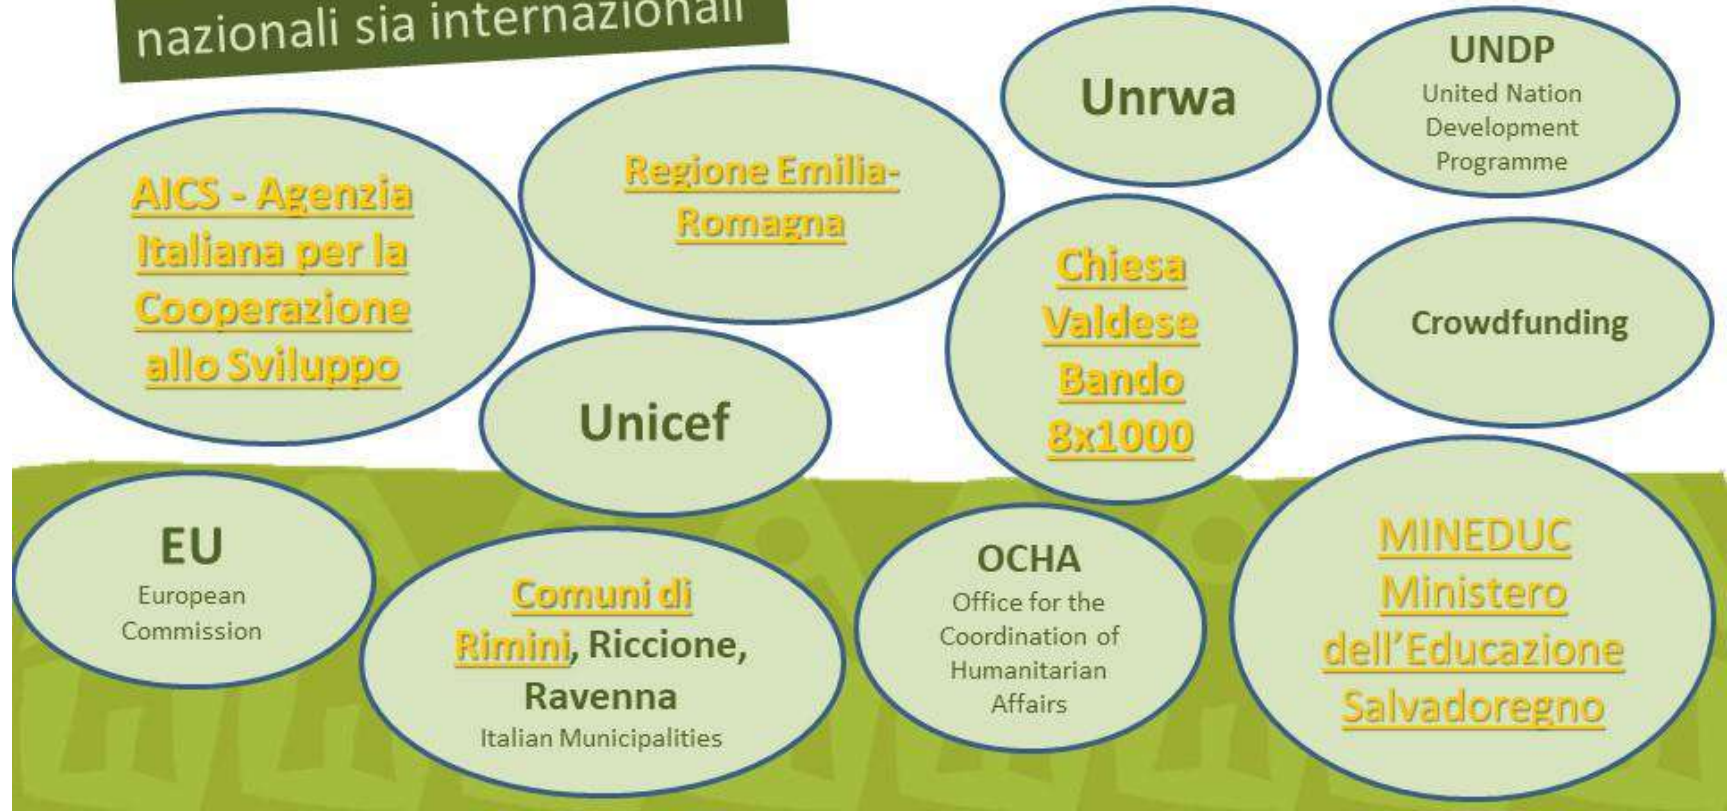 nazionali sia internazionali
AICS - Agenzia
Italiana per la
Cooperazione
allo Sviluppo
Regione Emilia-
Romagna
Unrwa
UNDP
United Nation
Development
Programme
Chiesa
Valdese
Bando
8x1000
Crowdfunding
Unicef
EU
European
Commission
Comuni di
Rimini, Riccione,
Ravenna
Italian Municipalities
OCHA
Office for the
Coordination of
Humanitarian
Affairs
MINEDUC
Ministero
dell’Educazione
Salvadoregno